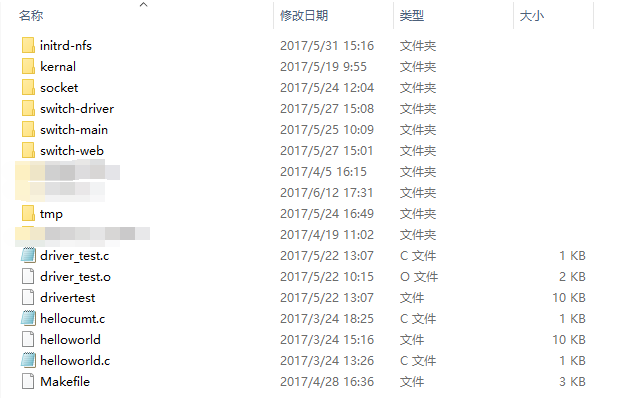 名称 修改日期 类型 大小
initrd-nfs 2017/5/31 15:16 文件夹
kernal 2017/5/19 9:55 文件夹
socket 2017/5/24 12:04 文件夹
switch-driver 2017/5/27 15:08 文件夹
switch-main 2017/5/25 10:09 文件夹
switch-web 2017/5/27 15:01 文件夹
2017/4/5 16:15 文件夹
2017/6/12 17:31 文件夹
tmp 2017/5/24 16:49 文件夹
2017/4/19 11:02 文件夹
driver_test.c 2017/5/22 13:07 C 文件 1 KB
driver_test.o 2017/5/22 10:15 O 文件 2 KB
drivertest 2017/5/22 13:07 文件 10 KB
hellocumt.c 2017/3/24 18:25 C 文件 1 KB
helloworld 2017/3/24 15:16 文件 10 KB
helloworld.c 2017/3/24 13:26 C 文件 1 KB
Makefile 2017/4/28 16:36 文件 3 KB